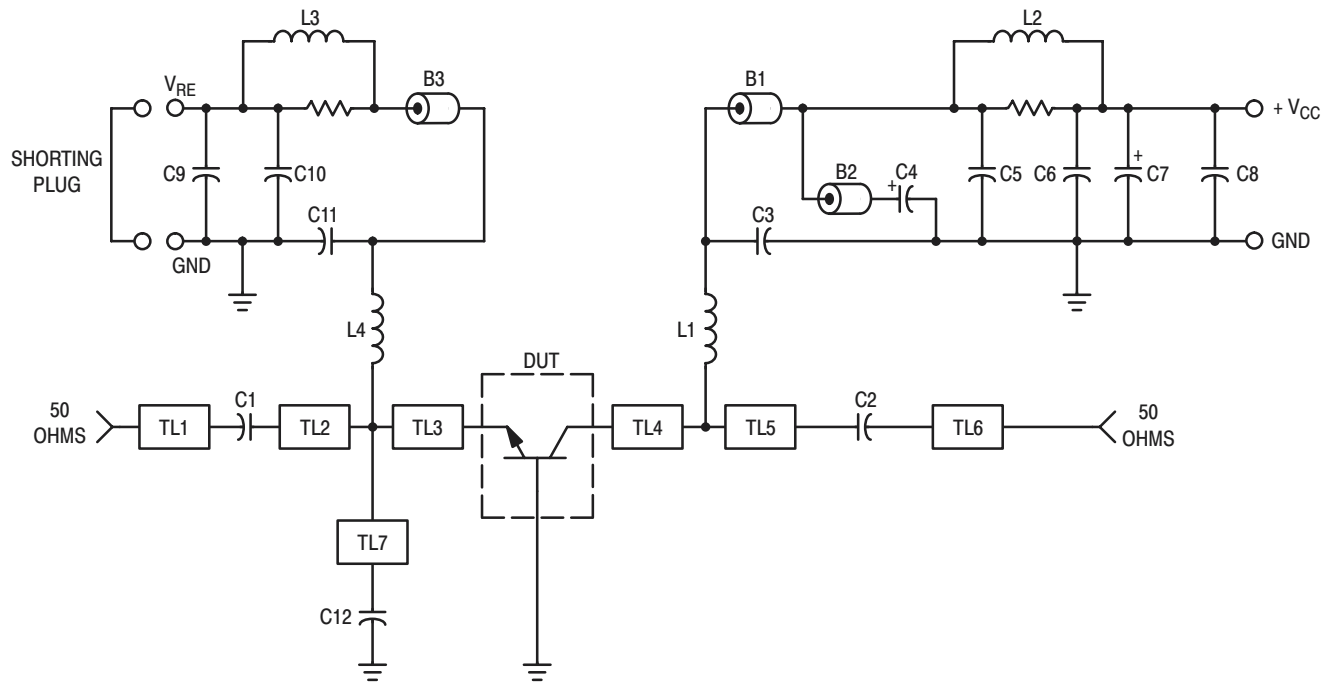 L3
L2
V_RE
B3
B1
+ V_CC
SHORTING
PLUG
C9
C10
B2
+
C4
C5
C6
+
C7
C8
C11
C3
GND
GND
L4
L1
DUT
50
OHMS
TL1
C1
TL2
TL3
TL4
TL5
C2
TL6
50
OHMS
TL7
C12